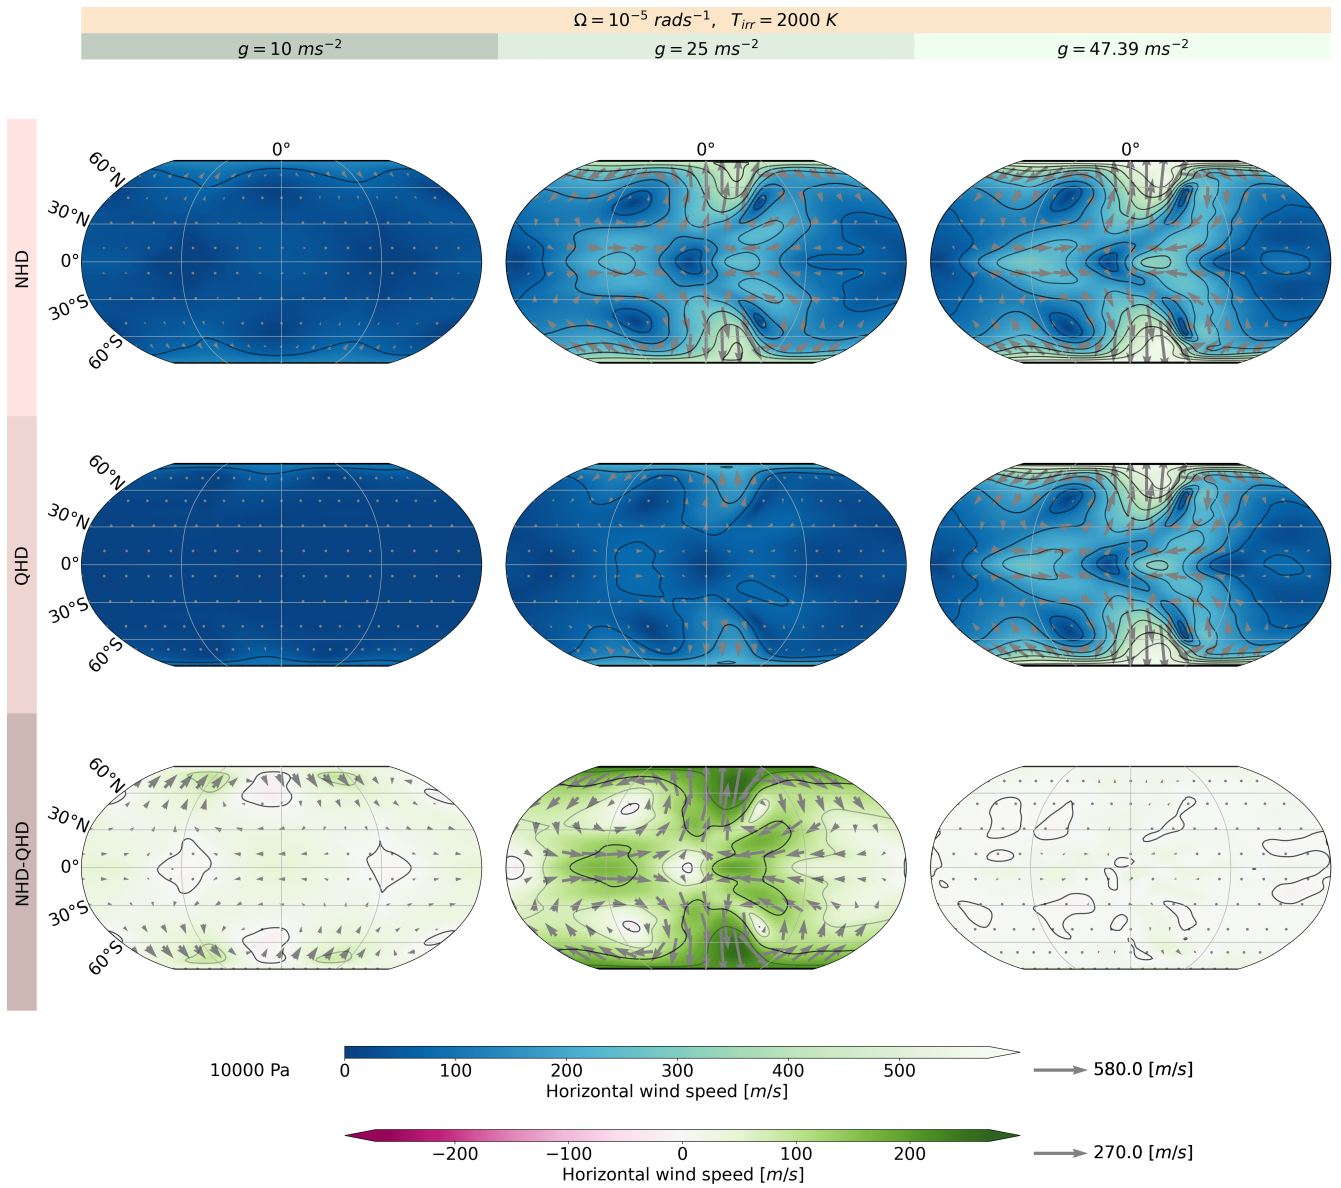 Ω = 10⁻⁵ rads⁻¹, T_irr = 2000 K
g = 10 ms⁻² g = 25 ms⁻² g = 47.39 ms⁻²
NHD
0° 0° 0°
60°N
30°N
0°
30°S
60°S
QHD
60°N
30°N
0°
30°S
60°S
NHD-QHD
60°N
30°N
0°
30°S
60°S
10000 Pa
0 100 200 300 400 500
Horizontal wind speed [m/s]
580.0 [m/s]
−200 −100 0 100 200
Horizontal wind speed [m/s]
270.0 [m/s]